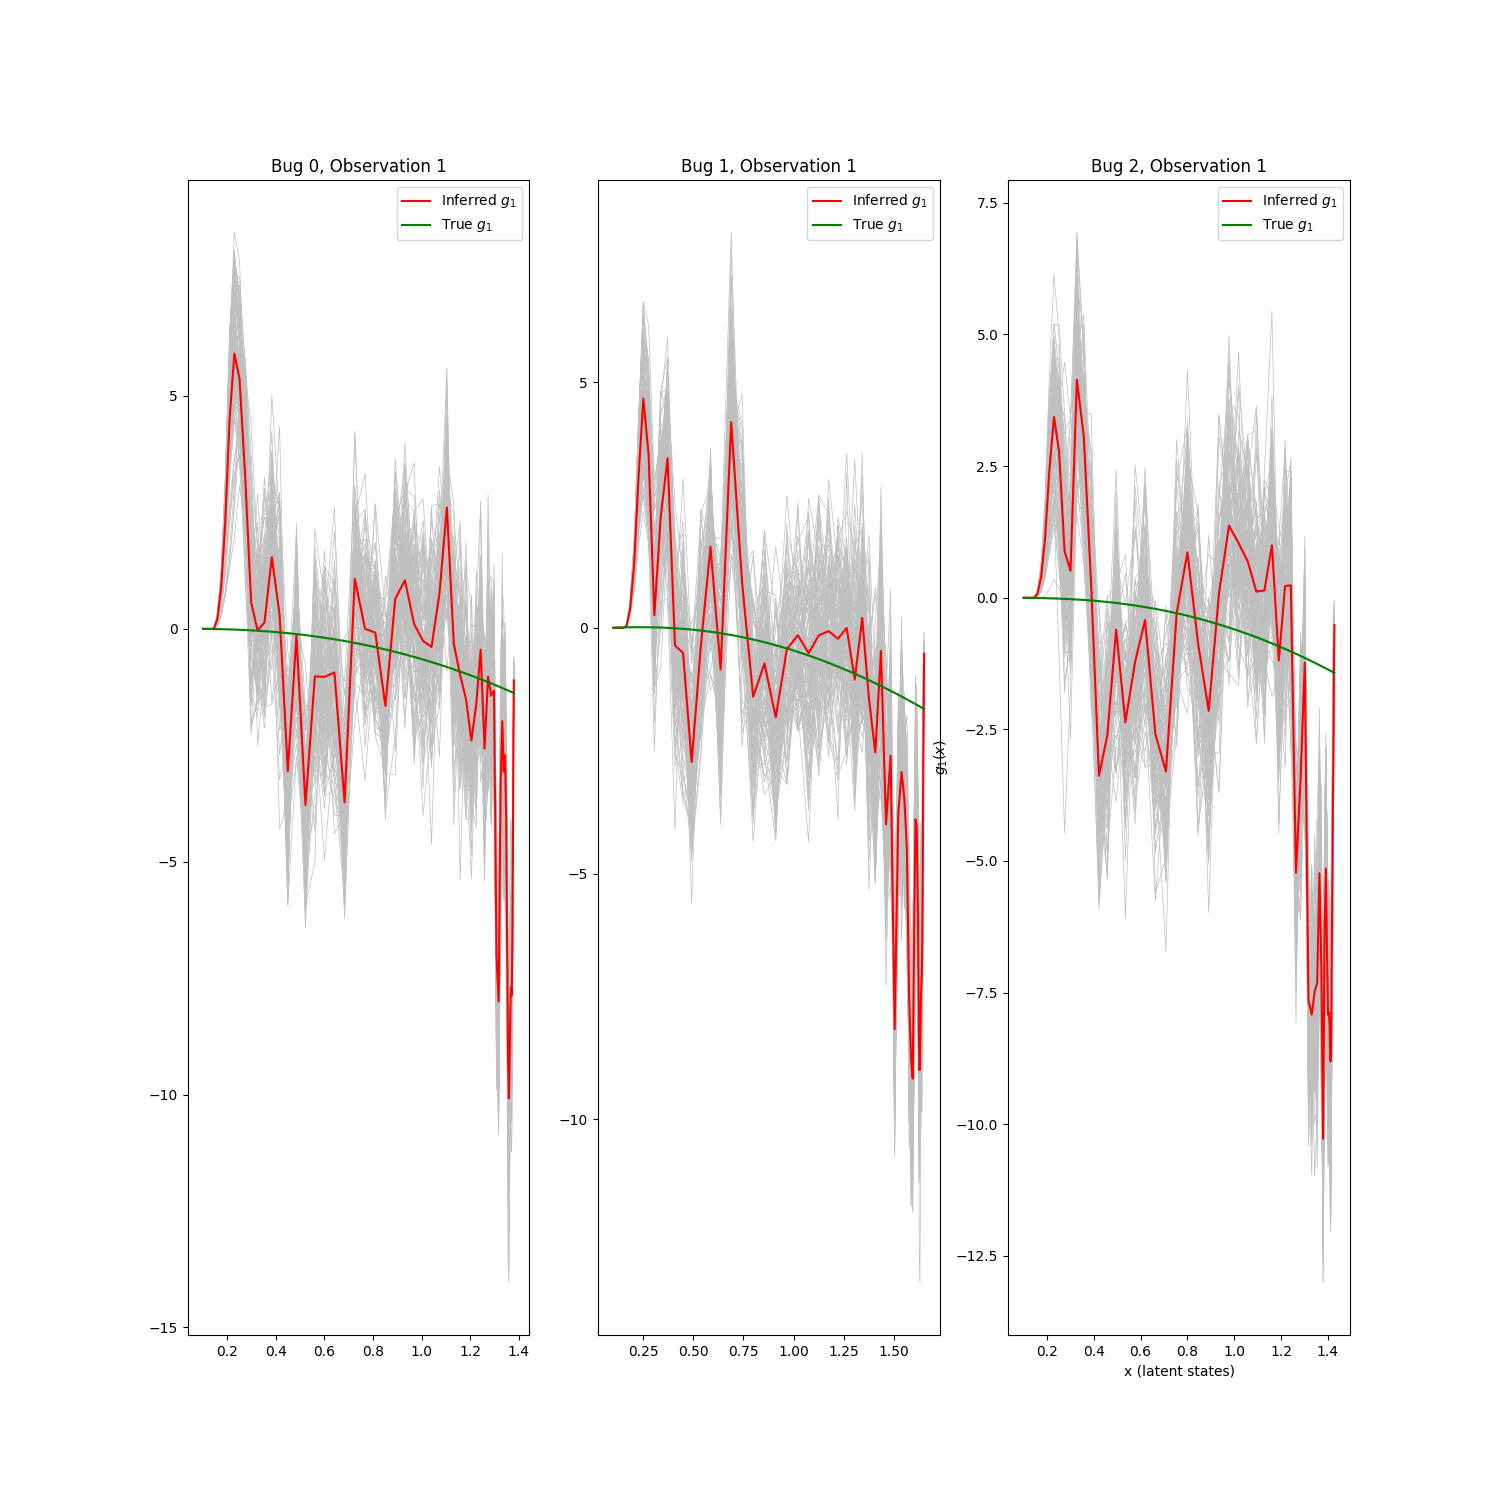 Bug 0, Observation 1
Inferred g₁
True g₁
5
0
−5
−10
−15
0.2 0.4 0.6 0.8 1.0 1.2 1.4
Bug 1, Observation 1
Inferred g₁
True g₁
5
0
−5
−10
0.25 0.50 0.75 1.00 1.25 1.50
Bug 2, Observation 1
Inferred g₁
True g₁
g₁(x)
7.5
5.0
2.5
0.0
−2.5
−5.0
−7.5
−10.0
−12.5
0.2 0.4 0.6 0.8 1.0 1.2 1.4
x (latent states)